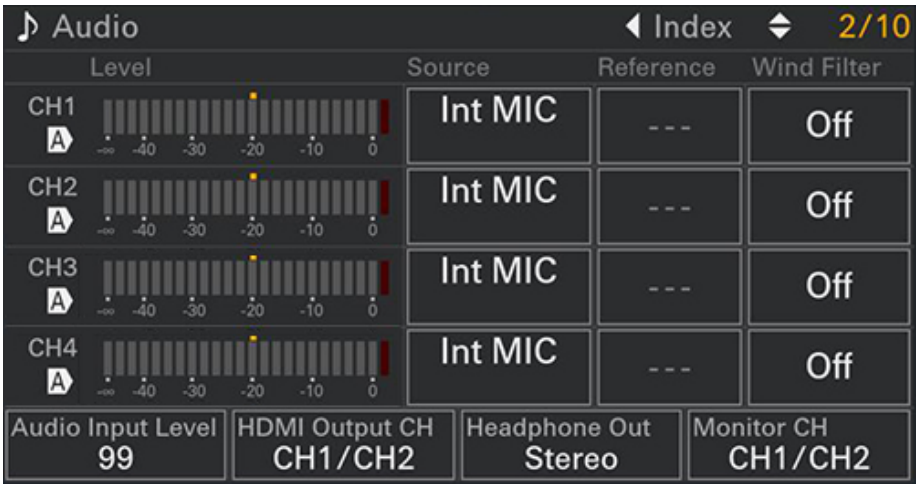 ♪ Audio ◀ Index 2/10
Level Source Reference Wind Filter
CH1 Int MIC --- Off
A -∞ -40 -30 -20 -10 0
CH2 Int MIC --- Off
A -∞ -40 -30 -20 -10 0
CH3 Int MIC --- Off
A -∞ -40 -30 -20 -10 0
CH4 Int MIC --- Off
A -∞ -40 -30 -20 -10 0
Audio Input Level HDMI Output CH Headphone Out Monitor CH
99 CH1/CH2 Stereo CH1/CH2